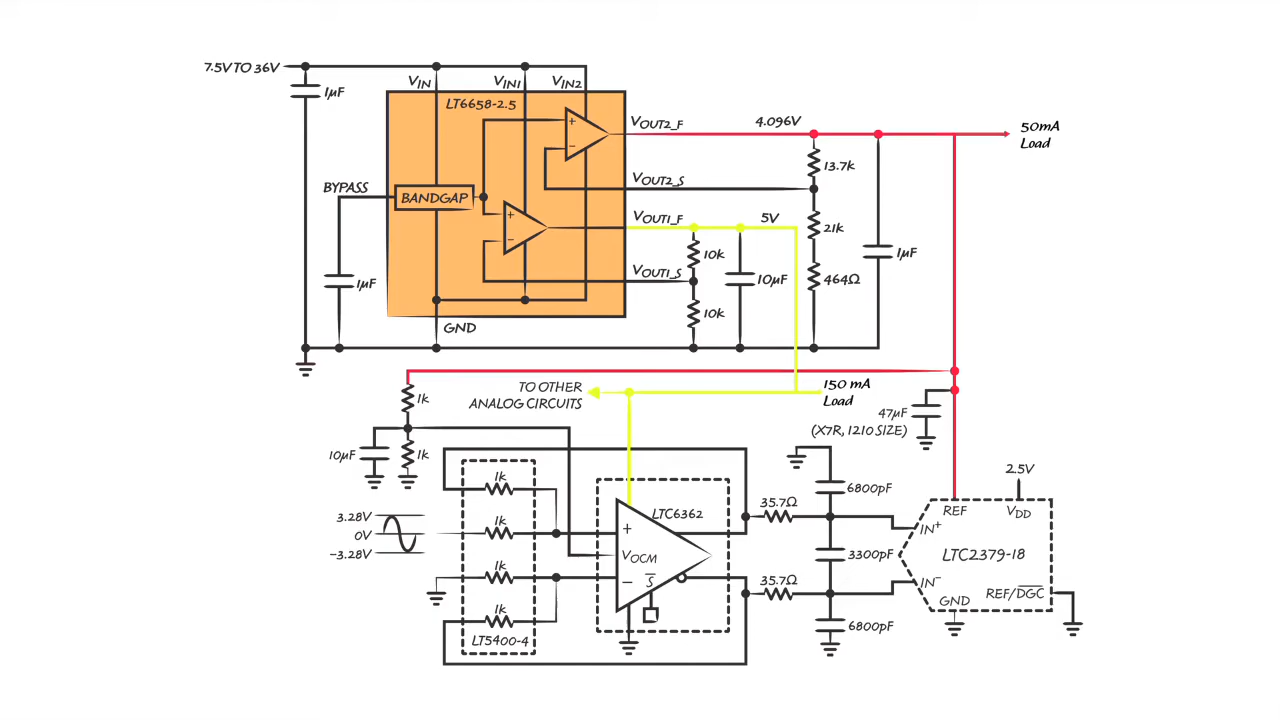 7.5V TO 36V
VIN
VIN1
VIN2
1µF
LT6658-2.5
VOUT2_F
4.096V
50mA
Load
13.7k
BYPASS
BANDGAP
VOUT2_S
VOUT1_F
5V
21k
10k
1µF
VOUT1_S
10µF
464Ω
1µF
10k
GND
1k
TO OTHER
ANALOG CIRCUITS
150 mA
Load
47µF
(X7R, 1210 SIZE)
10µF
1k
1k
2.5V
6800pF
35.7Ω
LTC6362
REF
VDD
3.28V
0V
-3.28V
1k
+
VOCM
-
S
IN+
3300pF
LTC2379-18
1k
35.7Ω
IN-
REF/DGC
GND
1k
6800pF
LT5400-4